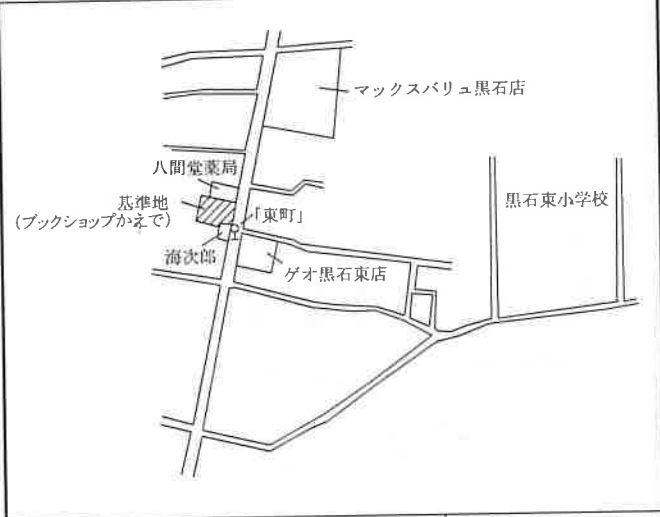 マックスバリュ黒石店
八間堂薬局
基準地
(ブックショップかえで)
「東町」
黒石東小学校
海次郎
ゲオ黒石東店